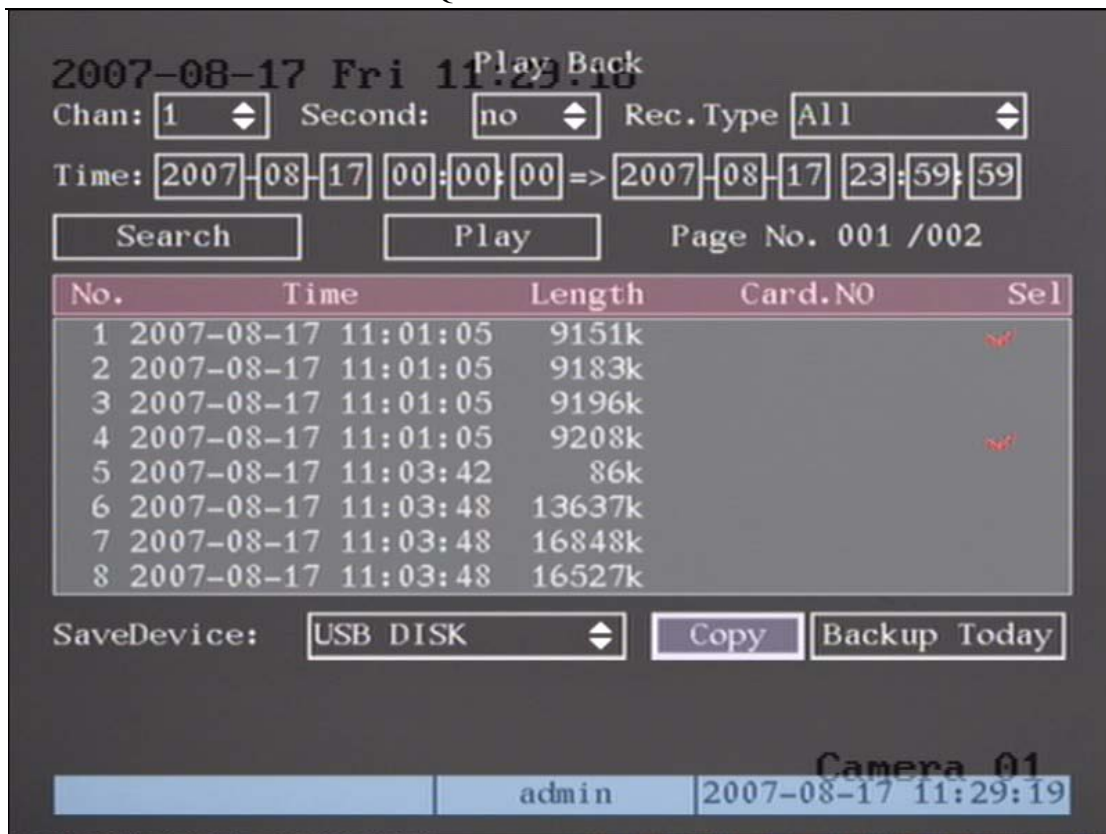 Play Back
2007-08-17 Fri 11:29:18
Chan: 1 Second: no Rec.Type All
Time: 2007-08-17 00:00:00 => 2007-08-17 23:59:59
Search Play Page No. 001 /002
No. Time Length Card.NO Sel
1 2007-08-17 11:01:05 9151k
2 2007-08-17 11:01:05 9183k
3 2007-08-17 11:01:05 9196k
4 2007-08-17 11:01:05 9208k
5 2007-08-17 11:03:42 86k
6 2007-08-17 11:03:48 13637k
7 2007-08-17 11:03:48 16848k
8 2007-08-17 11:03:48 16527k
SaveDevice: USB DISK Copy Backup Today
Camera 01
admin 2007-08-17 11:29:19